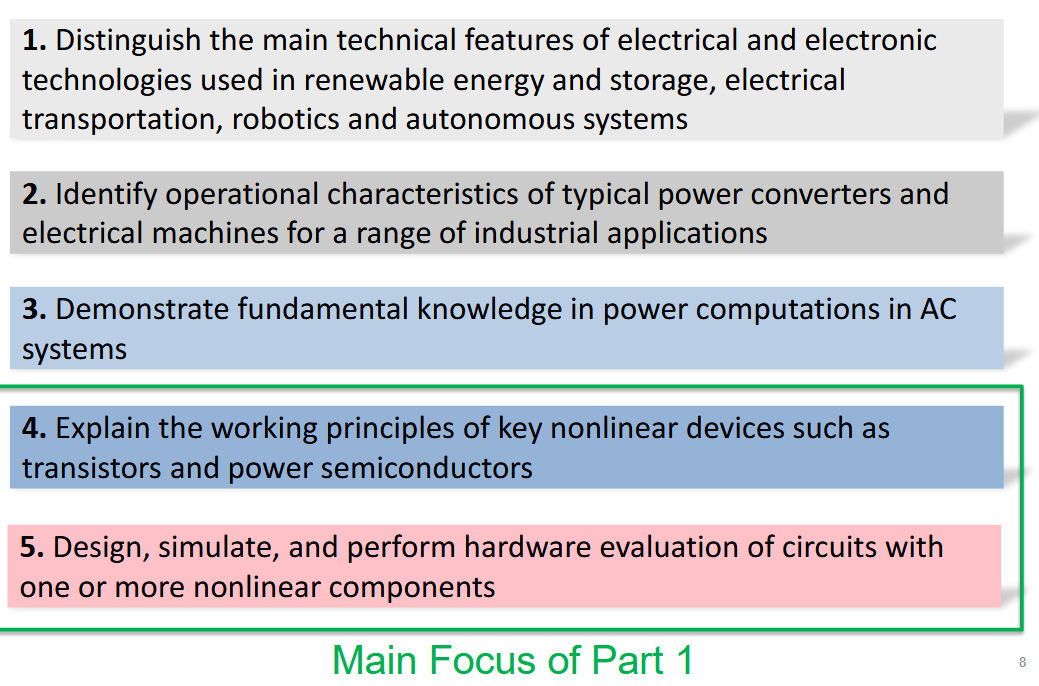 1. Distinguish the main technical features of electrical and electronic
technologies used in renewable energy and storage, electrical
transportation, robotics and autonomous systems
2. Identify operational characteristics of typical power converters and
electrical machines for a range of industrial applications
3. Demonstrate fundamental knowledge in power computations in AC
systems
4. Explain the working principles of key nonlinear devices such as
transistors and power semiconductors
5. Design, simulate, and perform hardware evaluation of circuits with
one or more nonlinear components
Main Focus of Part 1
8